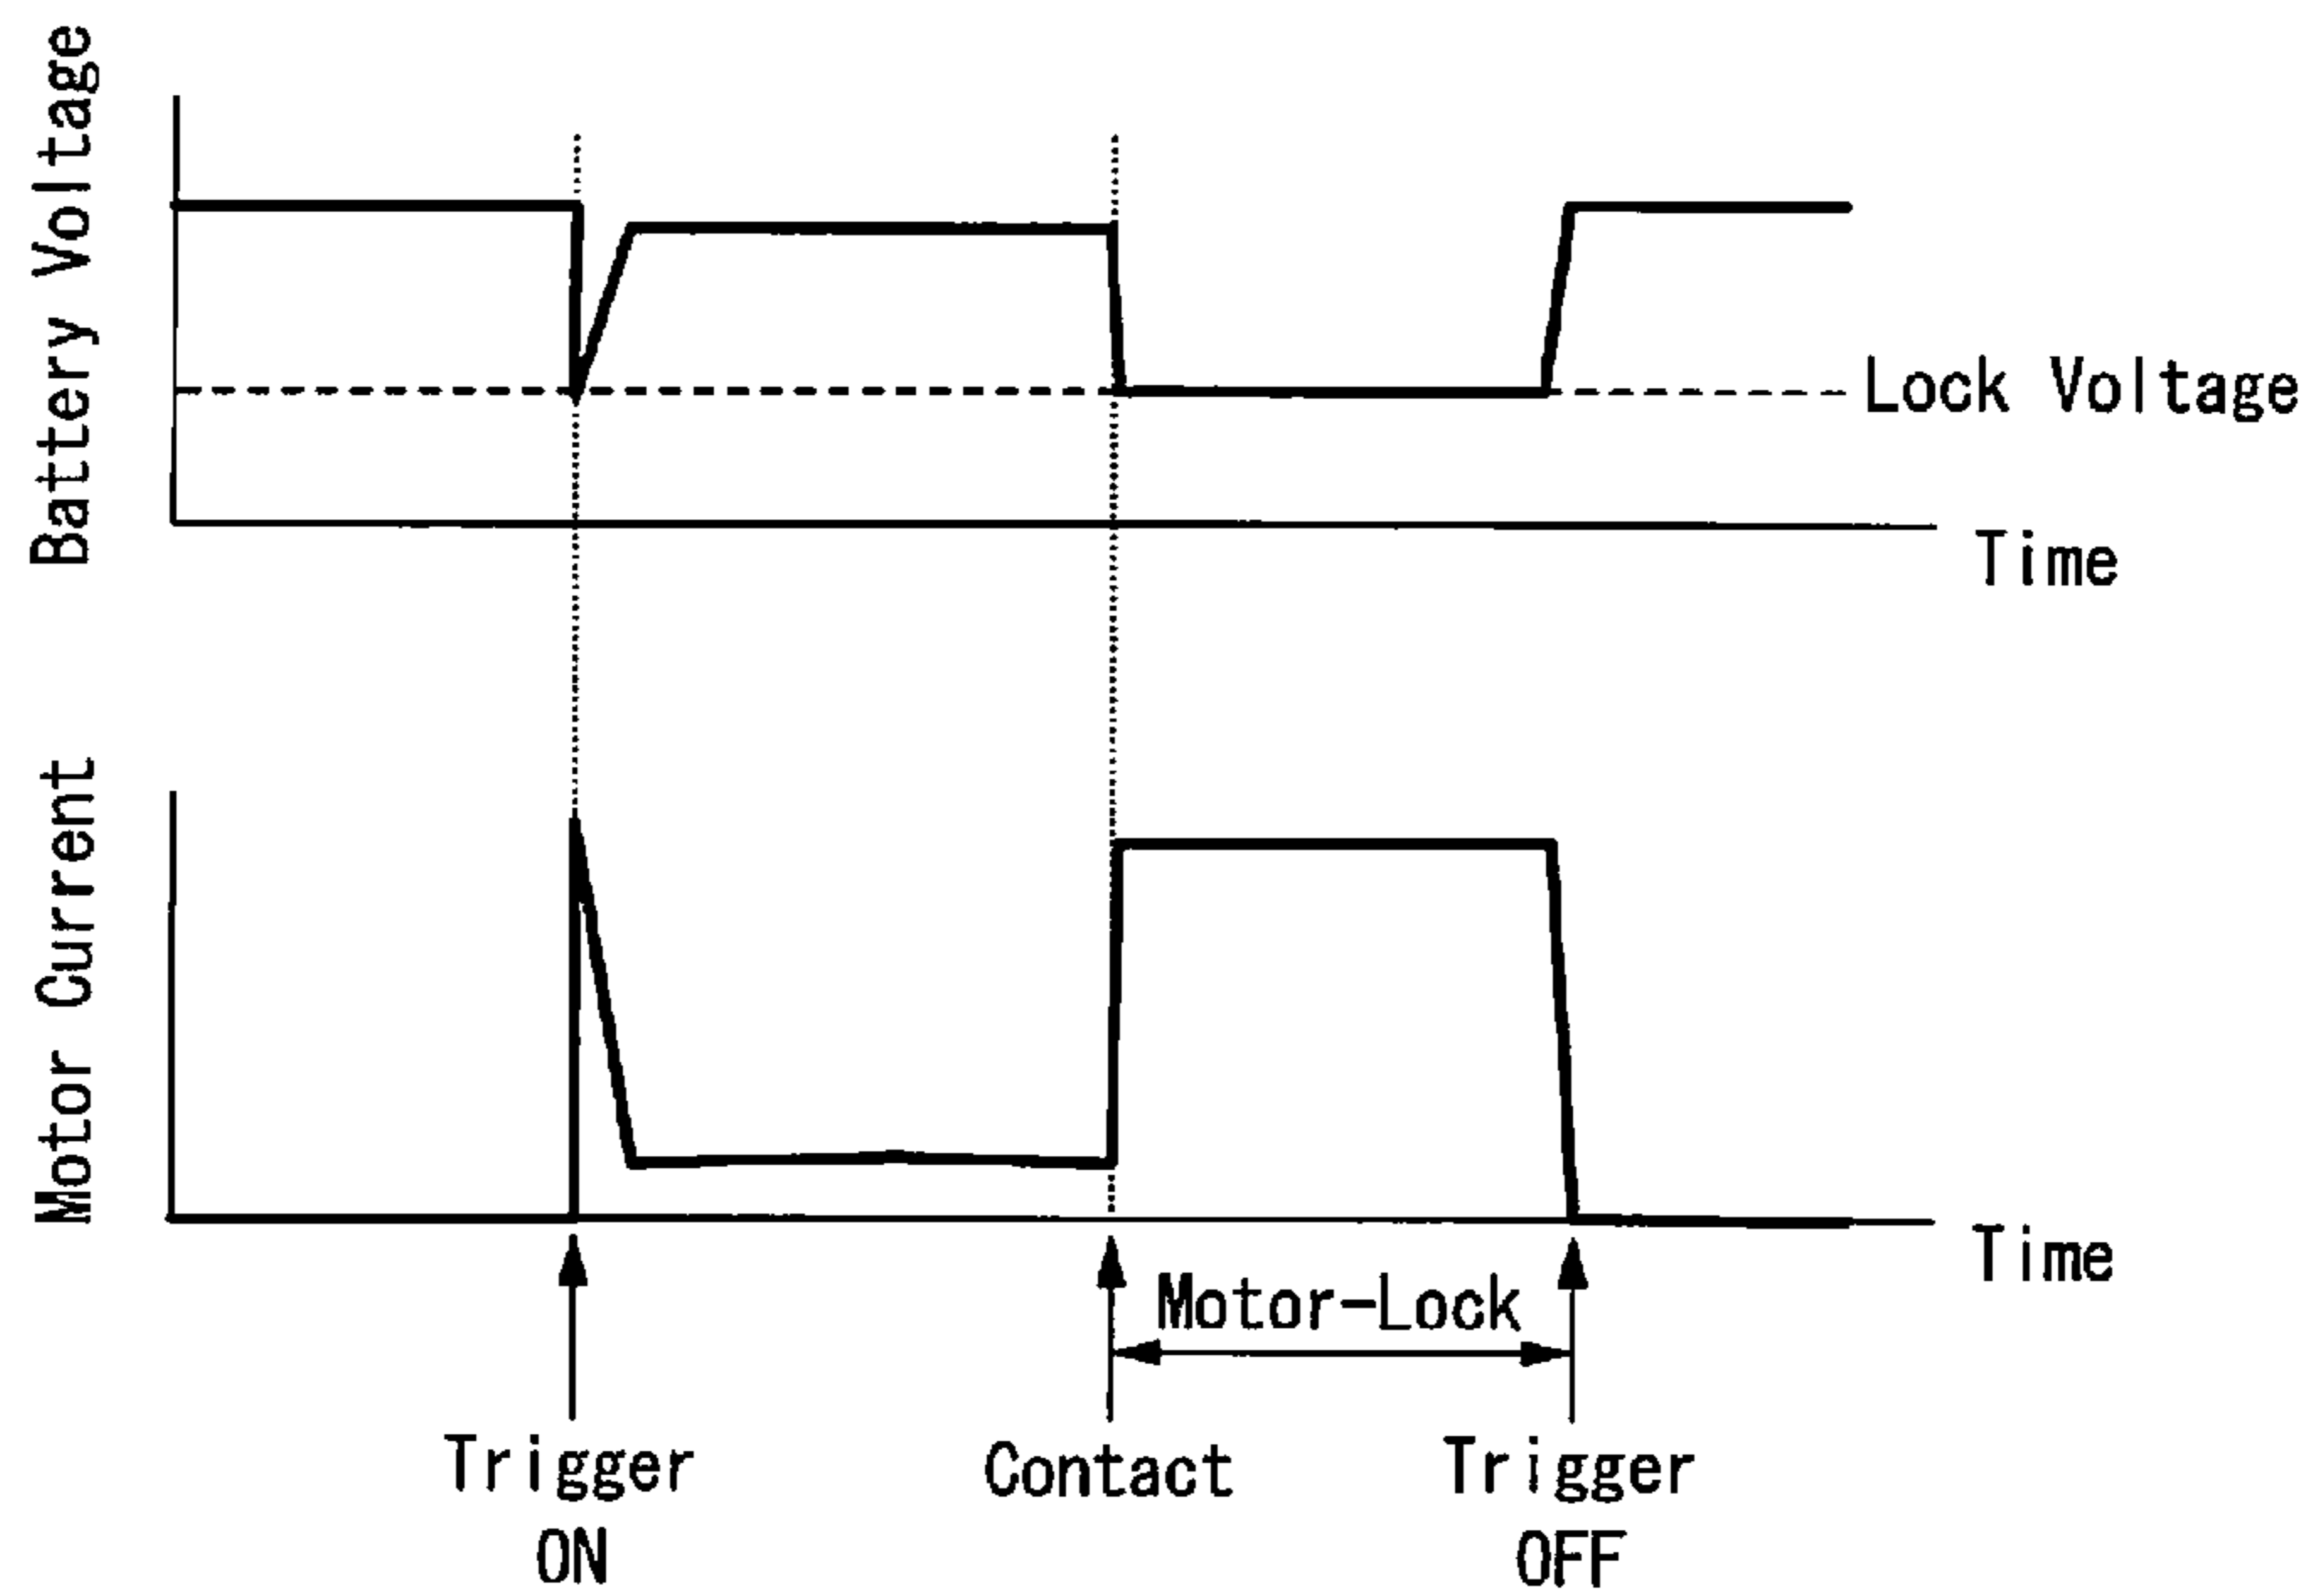 Battery Voltage
Lock Voltage
Time
Motor Current
Time
Motor-Lock
Trigger
ON
Contact
Trigger
OFF